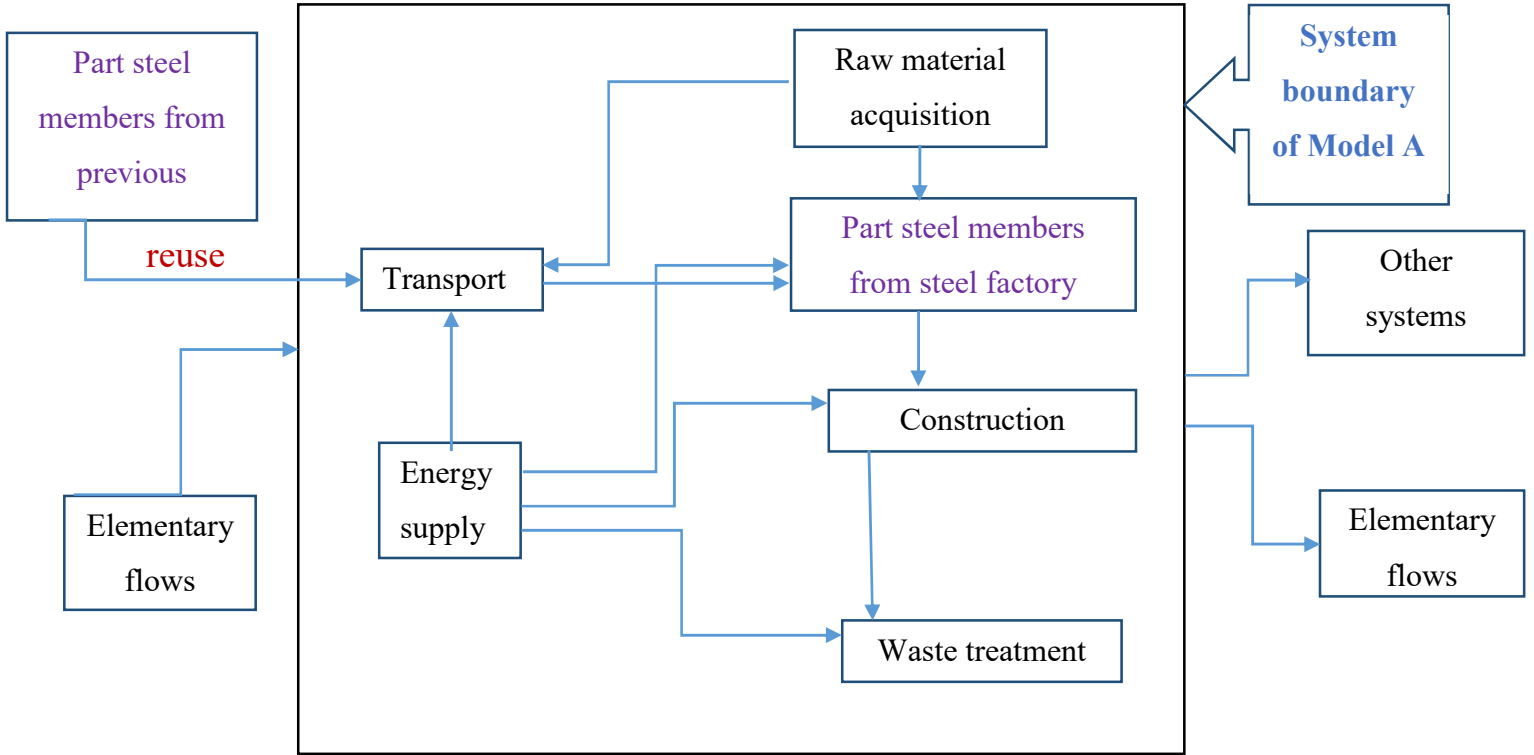 Part steel
members from
previous
reuse
Elementary
flows
Raw material
acquisition
Part steel members
from steel factory
Transport
Construction
Energy
supply
Waste treatment
System
boundary
of Model A
Other
systems
Elementary
flows